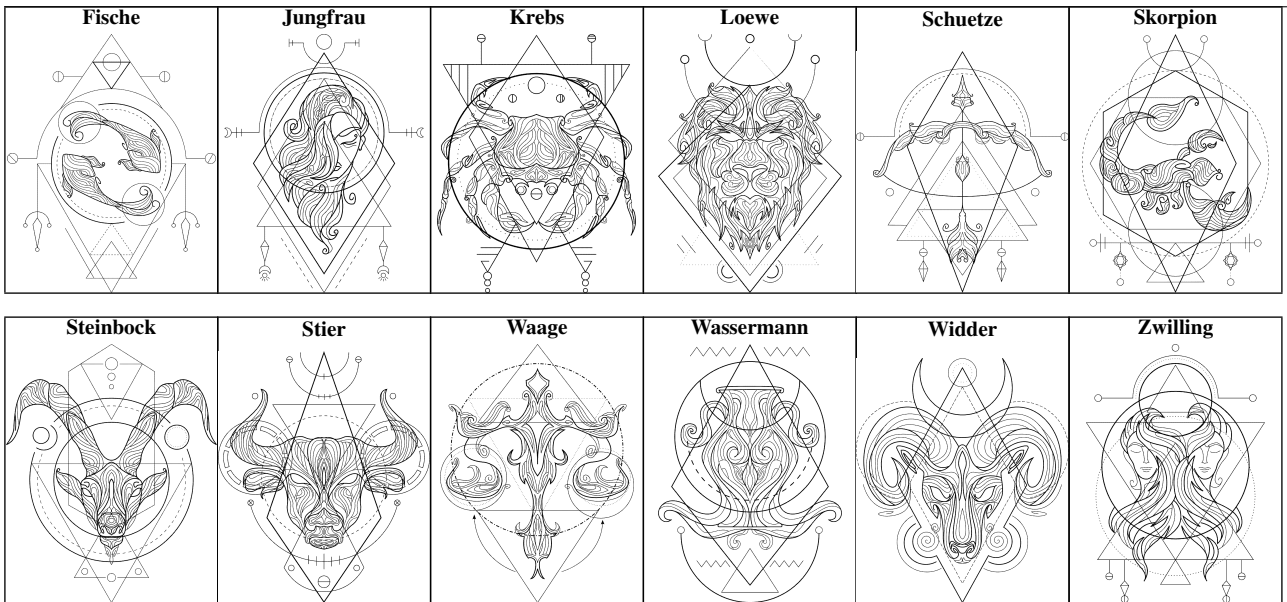 Fische
Jungfrau
Krebs
Loewe
Schuetze
Skorpion
Steinbock
Stier
Waage
Wassermann
Widder
Zwilling